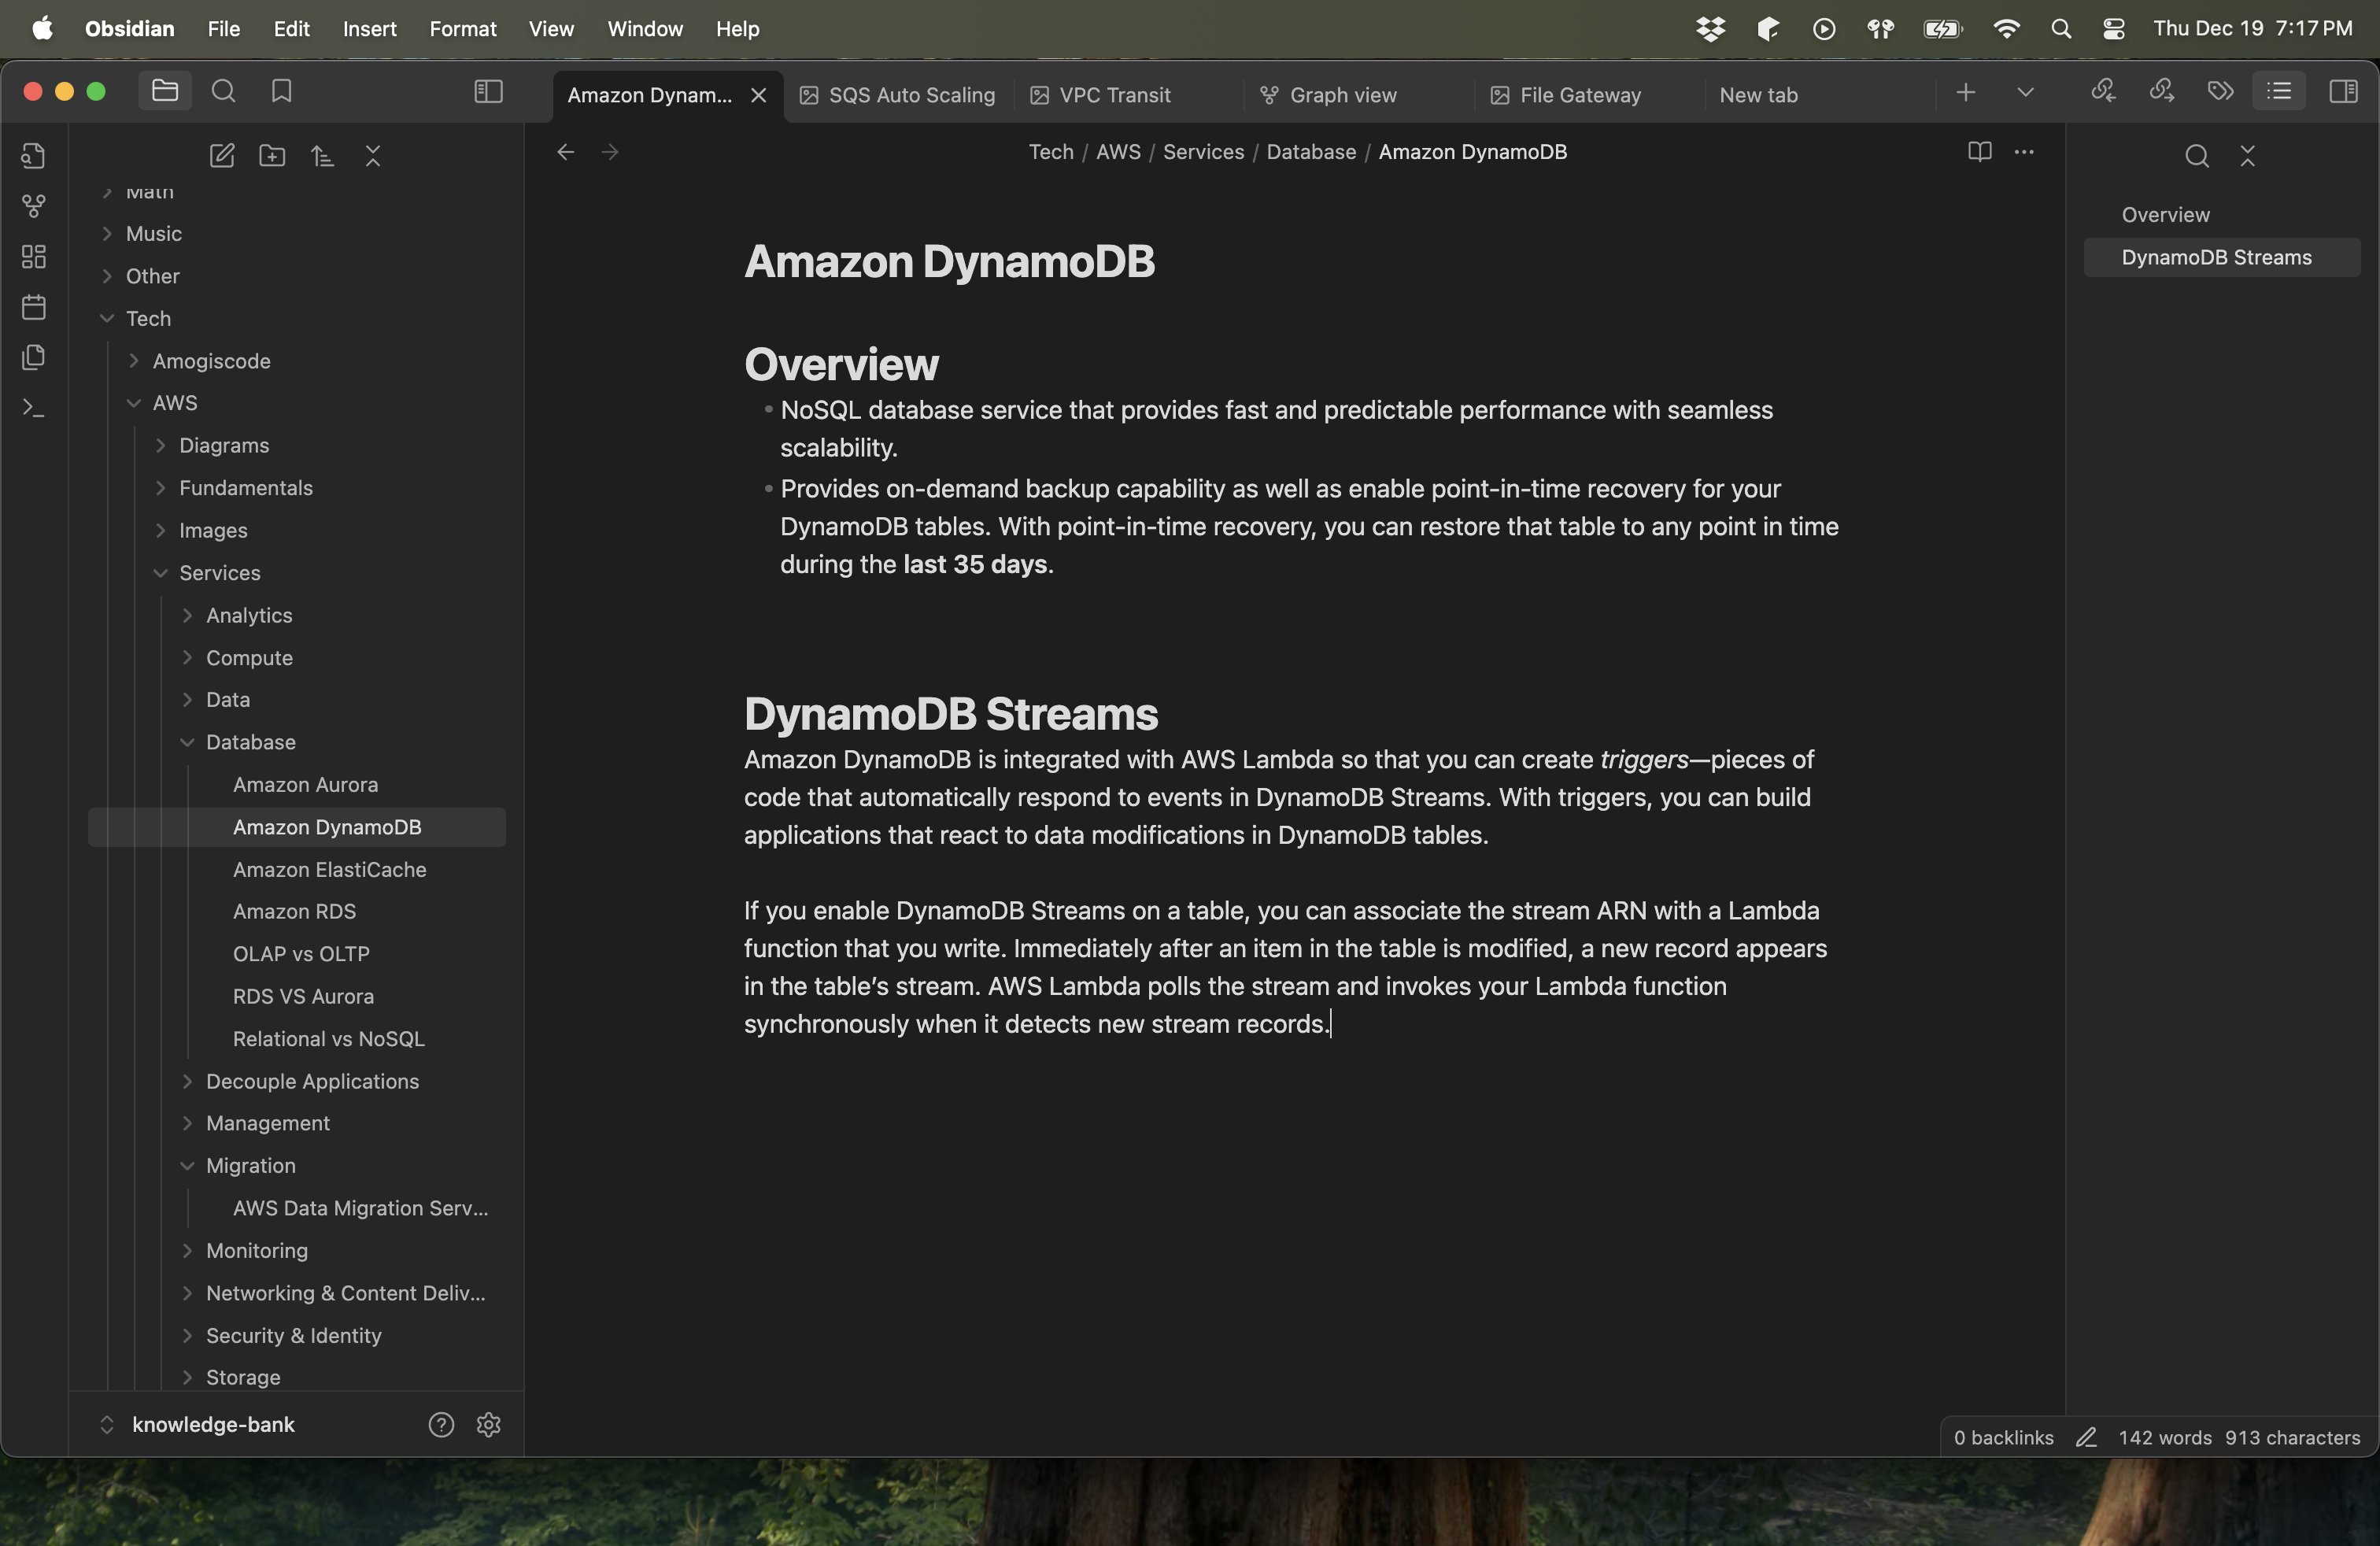 Obsidian File Edit Insert Format View Window Help Thu Dec 19 7:17 PM
Amazon Dynam... SQS Auto Scaling VPC Transit Graph view File Gateway New tab
Tech / AWS / Services / Database / Amazon DynamoDB
Math
Music
Other
Tech
Amogiscode
AWS
Diagrams
Fundamentals
Images
Services
Analytics
Compute
Data
Database
Amazon Aurora
Amazon DynamoDB
Amazon ElastiCache
Amazon RDS
OLAP vs OLTP
RDS VS Aurora
Relational vs NoSQL
Decouple Applications
Management
Migration
AWS Data Migration Serv...
Monitoring
Networking & Content Deliv...
Security & Identity
Storage
knowledge-bank
Amazon DynamoDB
Overview
NoSQL database service that provides fast and predictable performance with seamless
scalability.
Provides on-demand backup capability as well as enable point-in-time recovery for your
DynamoDB tables. With point-in-time recovery, you can restore that table to any point in time
during the last 35 days.
DynamoDB Streams
Amazon DynamoDB is integrated with AWS Lambda so that you can create triggers—pieces of
code that automatically respond to events in DynamoDB Streams. With triggers, you can build
applications that react to data modifications in DynamoDB tables.
If you enable DynamoDB Streams on a table, you can associate the stream ARN with a Lambda
function that you write. Immediately after an item in the table is modified, a new record appears
in the table’s stream. AWS Lambda polls the stream and invokes your Lambda function
synchronously when it detects new stream records.
Overview
DynamoDB Streams
0 backlinks 142 words 913 characters